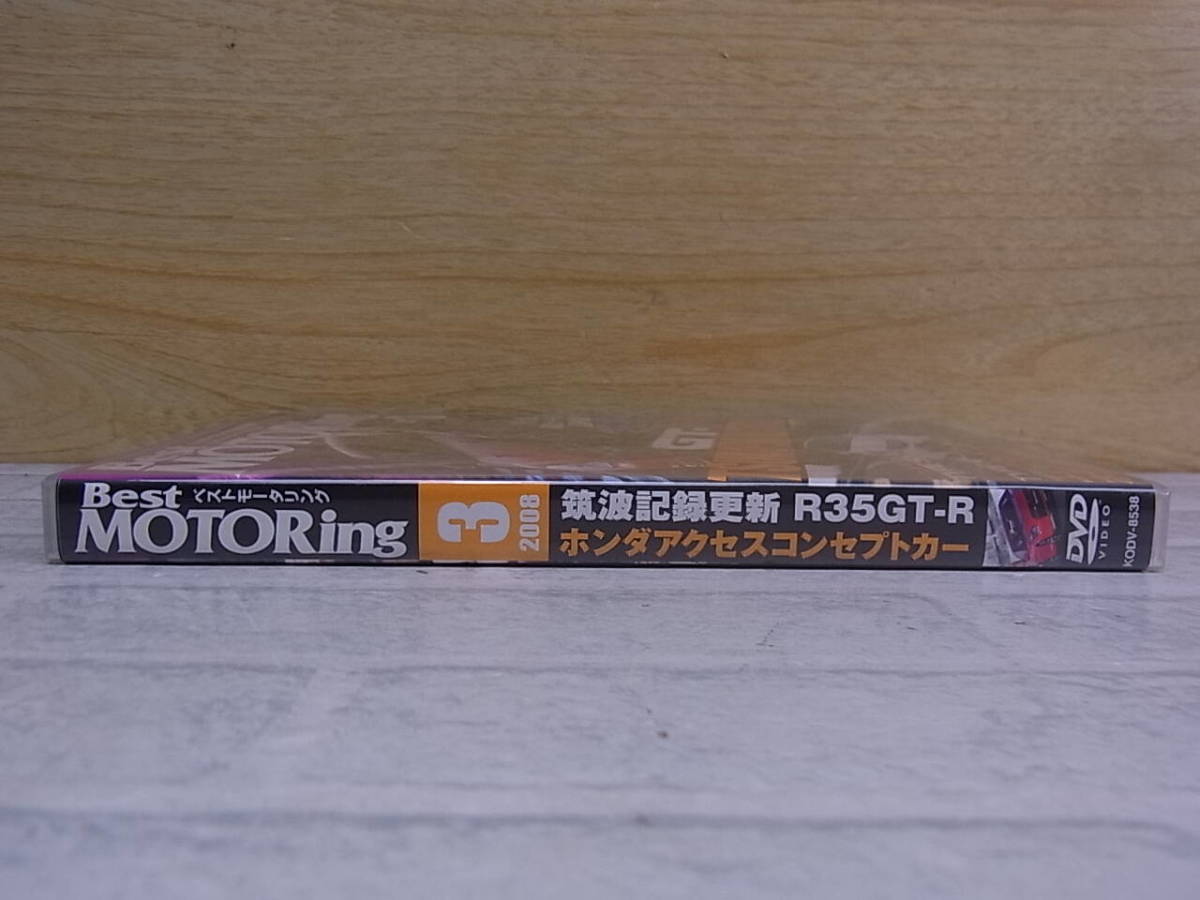 Best ベストモータリング
MOTORing
3
2008
筑波記録更新 R35GT-R
ホンダアクセスコンセプトカー
DVD
VIDEO
KODV-8538